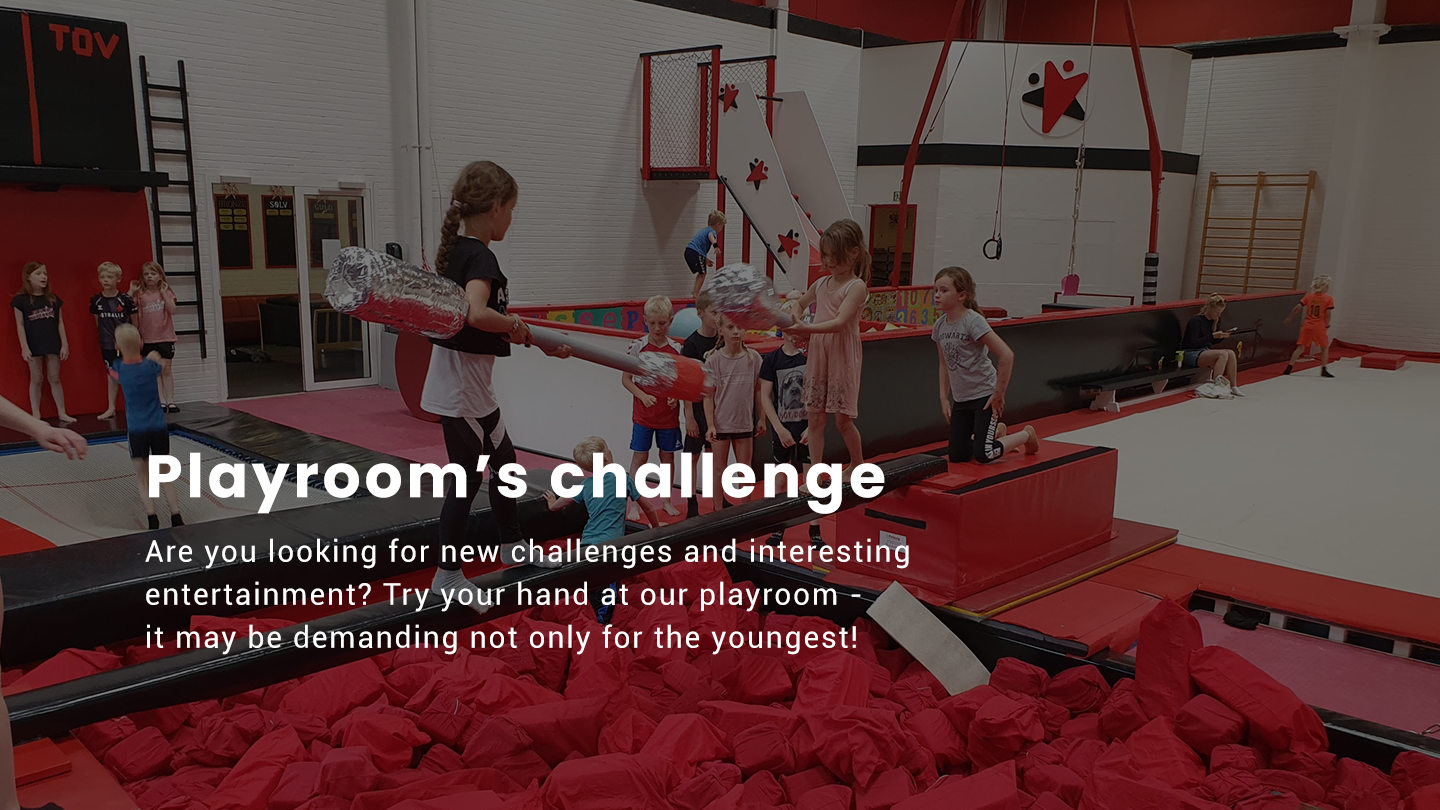 TOV
SØLV
Playroom’s challenge
Are you looking for new challenges and interesting
entertainment? Try your hand at our playroom -
it may be demanding not only for the youngest!